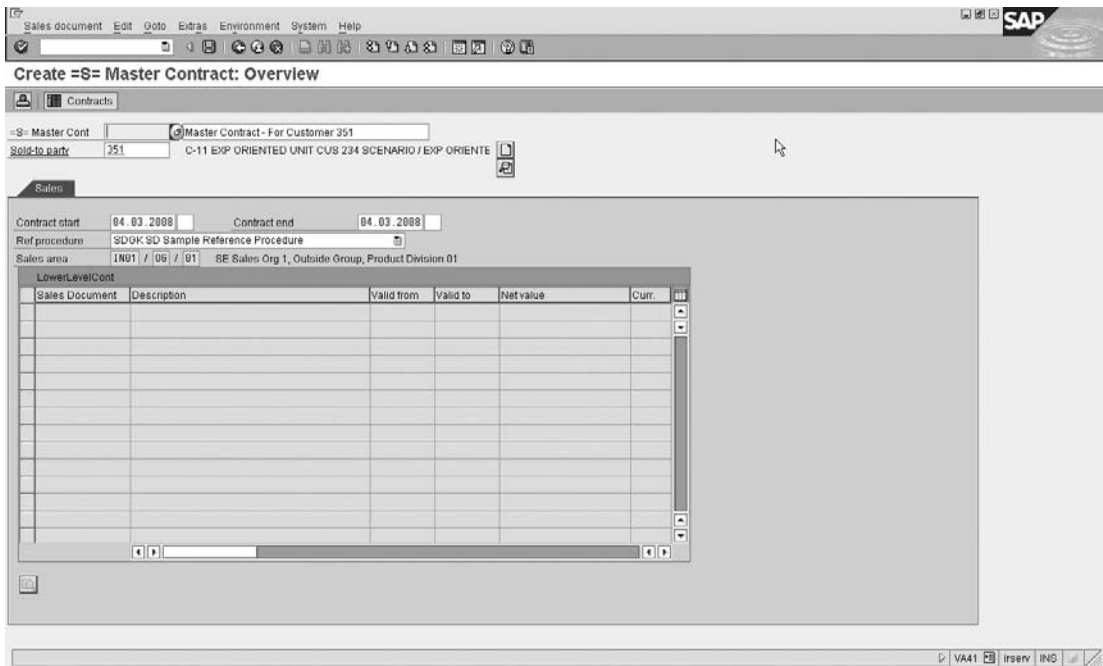 Sales document Edit Goto Extras Environment System Help
SAP
Create =S= Master Contract: Overview
Contracts
=S= Master Cont Master Contract - For Customer 351
Sold-to party 351 C-11 EXP ORIENTED UNIT CUS 234 SCENARIO / EXP ORIENTE
Sales
Contract start 04.03.2008 Contract end 04.03.2008
Ref procedure SDGK SD Sample Reference Procedure
Sales area IN01 / OG / 01 SE Sales Org 1, Outside Group, Product Division 01
LowerLevelCont
Sales Document Description Valid from Valid to Net value Curr.
VA41 irserv INS